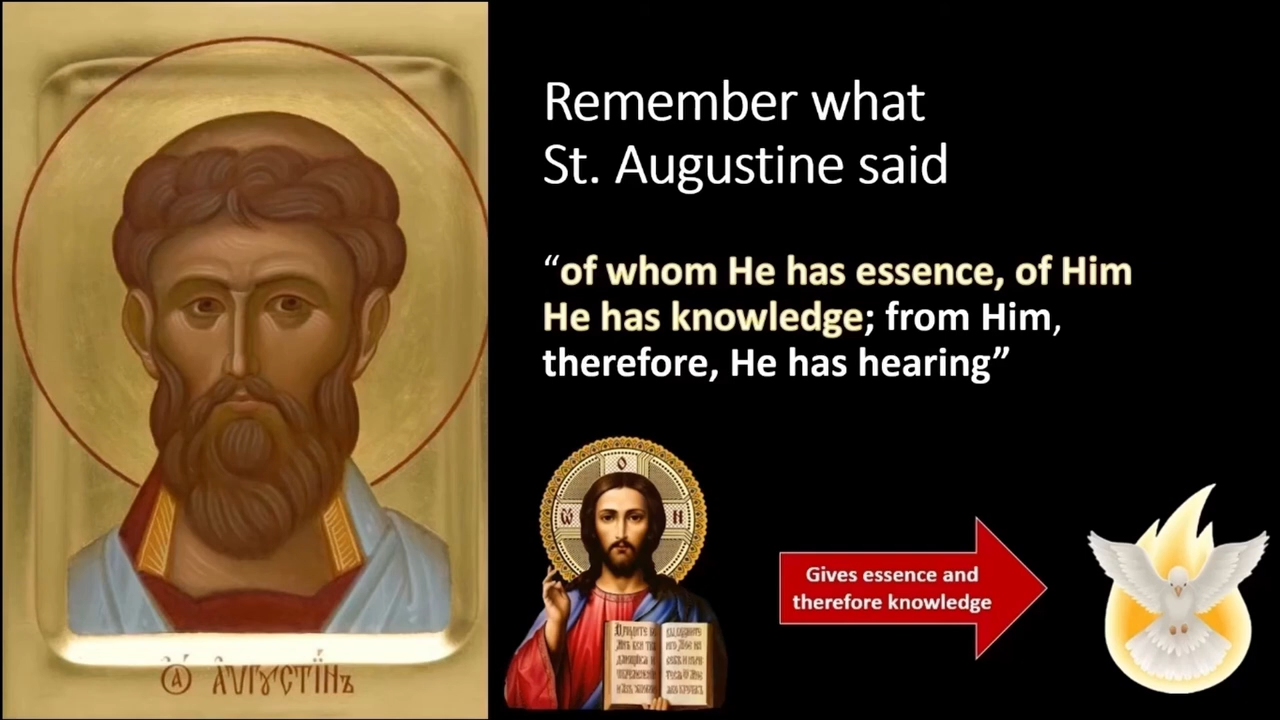 Remember what
St. Augustine said
“of whom He has essence, of Him
He has knowledge; from Him,
therefore, He has hearing”
Gives essence and
therefore knowledge